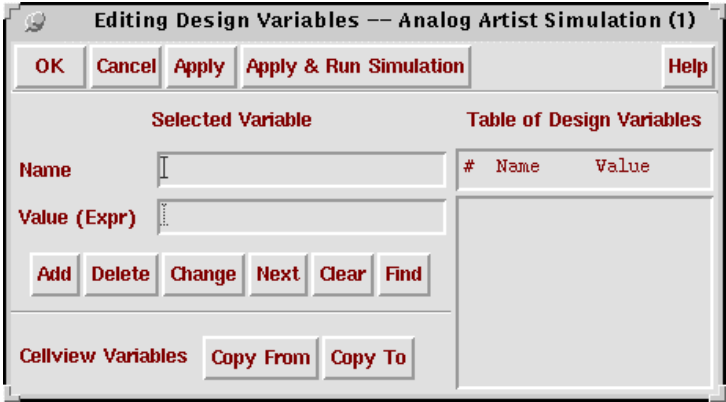 Editing Design Variables -- Analog Artist Simulation (1)
OK Cancel Apply Apply & Run Simulation Help
Selected Variable
Name
Value (Expr)
Add Delete Change Next Clear Find
Cellview Variables Copy From Copy To
Table of Design Variables
# Name Value